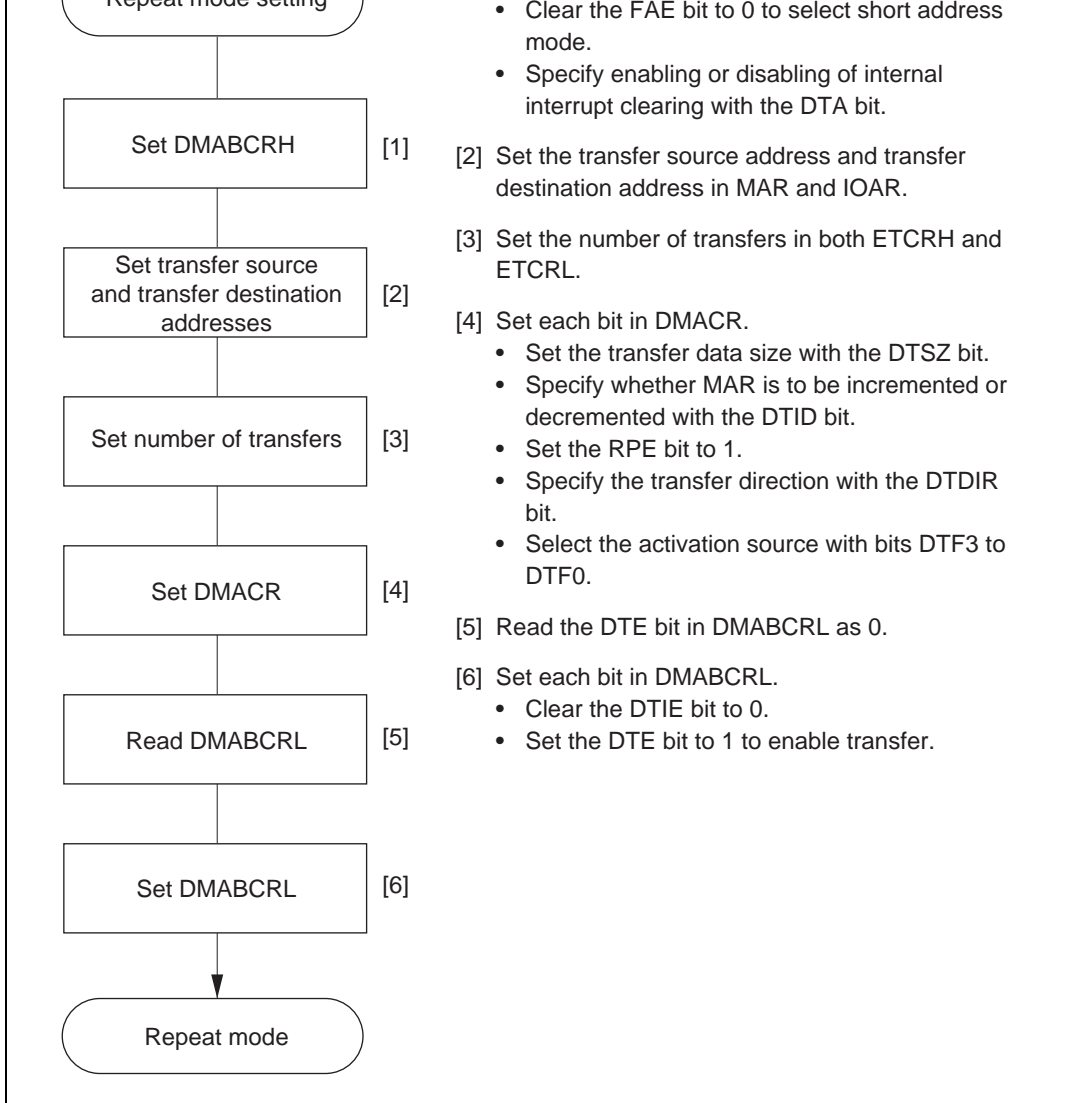 Repeat mode setting
• Clear the FAE bit to 0 to select short address
mode.
• Specify enabling or disabling of internal
interrupt clearing with the DTA bit.
Set DMABCRH
[1]
[2] Set the transfer source address and transfer
destination address in MAR and IOAR.
[3] Set the number of transfers in both ETCRH and
ETCRL.
Set transfer source
and transfer destination
addresses
[2]
[4] Set each bit in DMACR.
• Set the transfer data size with the DTSZ bit.
• Specify whether MAR is to be incremented or
decremented with the DTID bit.
• Set the RPE bit to 1.
• Specify the transfer direction with the DTDIR
bit.
• Select the activation source with bits DTF3 to
DTF0.
Set number of transfers
[3]
Set DMACR
[4]
[5] Read the DTE bit in DMABCRL as 0.
[6] Set each bit in DMABCRL.
• Clear the DTIE bit to 0.
• Set the DTE bit to 1 to enable transfer.
Read DMABCRL
[5]
Set DMABCRL
[6]
Repeat mode